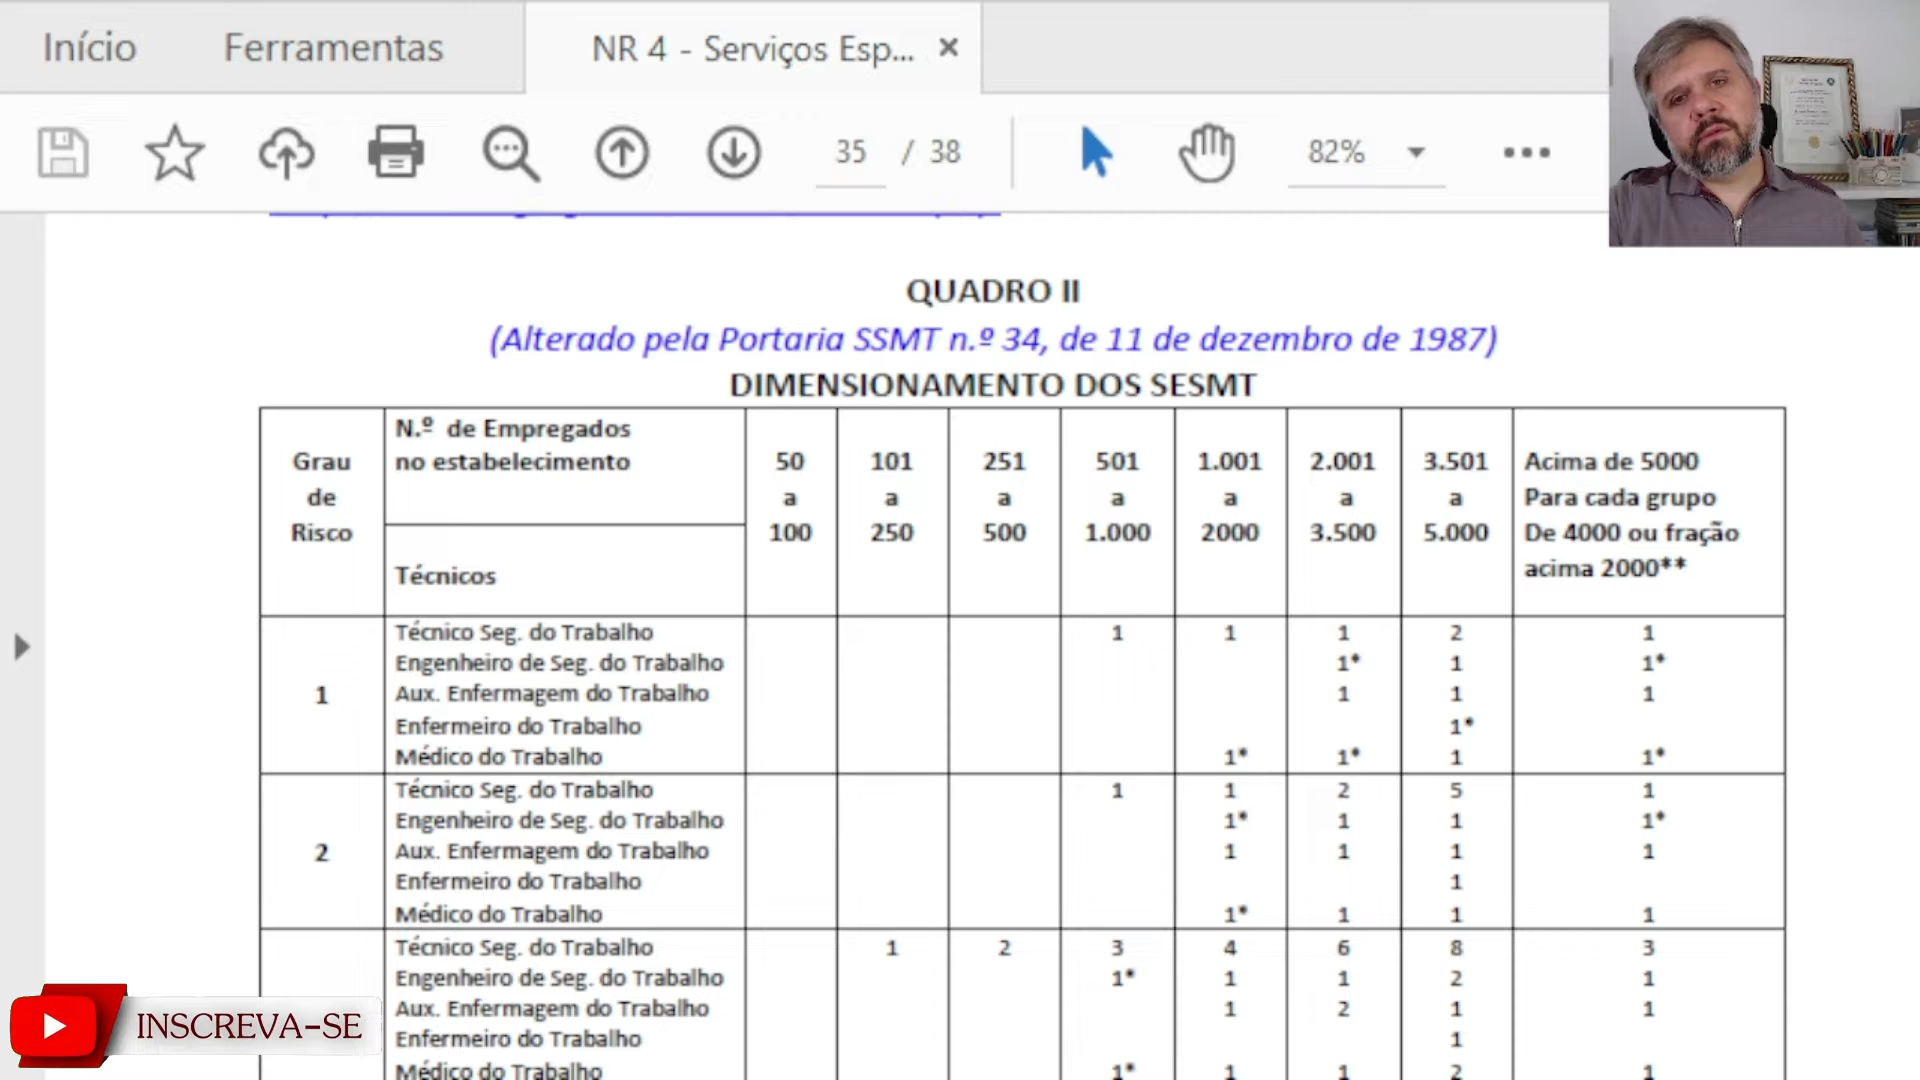 Início Ferramentas NR 4 - Serviços Esp... ×
35 / 38 82%
QUADRO II
(Alterado pela Portaria SSMT n.º 34, de 11 de dezembro de 1987)
DIMENSIONAMENTO DOS SESMT
Grau de Risco
N.º de Empregados
no estabelecimento
Técnicos
50 a 100
101 a 250
251 a 500
501 a 1.000
1.001 a 2000
2.001 a 3.500
3.501 a 5.000
Acima de 5000
Para cada grupo
De 4000 ou fração
acima 2000**
1
Técnico Seg. do Trabalho 1 1 1 2 1
Engenheiro de Seg. do Trabalho 1* 1 1*
Aux. Enfermagem do Trabalho 1 1 1
Enfermeiro do Trabalho 1*
Médico do Trabalho 1* 1* 1 1*
2
Técnico Seg. do Trabalho 1 1 2 5 1
Engenheiro de Seg. do Trabalho 1* 1 1 1*
Aux. Enfermagem do Trabalho 1 1 1 1
Enfermeiro do Trabalho 1
Médico do Trabalho 1* 1 1 1
Técnico Seg. do Trabalho 1 2 3 4 6 8 3
Engenheiro de Seg. do Trabalho 1* 1 1 2 1
Aux. Enfermagem do Trabalho 1 2 1 1
Enfermeiro do Trabalho 1
Médico do Trabalho 1* 1 1 2 1
INSCREVA-SE